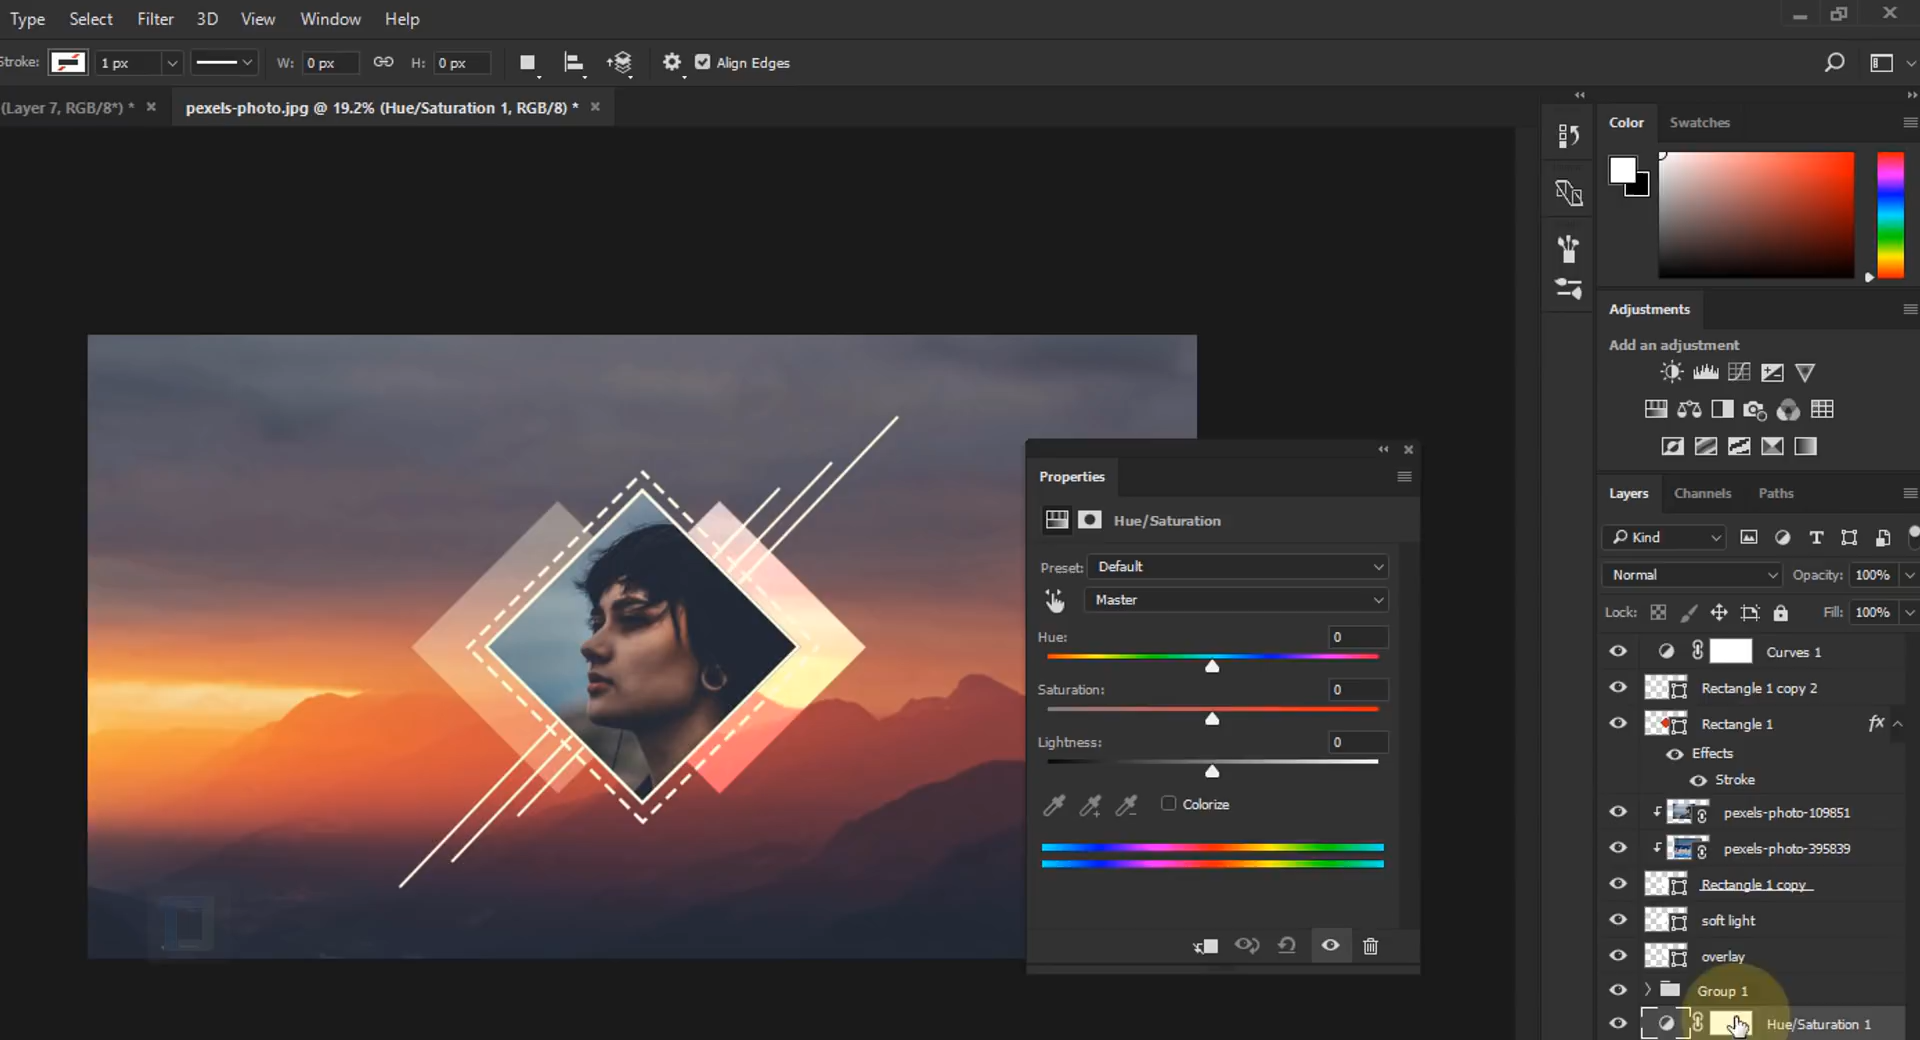 Type Select Filter 3D View Window Help
Stroke: 1 px W: 0 px H: 0 px Align Edges
(Layer 7, RGB/8*) * pexels-photo.jpg @ 19.2% (Hue/Saturation 1, RGB/8) *
Color Swatches
Adjustments
Add an adjustment
Properties
Hue/Saturation
Preset: Default
Master
Hue: 0
Saturation: 0
Lightness: 0
Colorize
Layers Channels Paths
Kind
Normal Opacity: 100%
Lock: Fill: 100%
Curves 1
Rectangle 1 copy 2
Rectangle 1 fx
Effects
Stroke
pexels-photo-109851
pexels-photo-395839
Rectangle 1 copy
soft light
overlay
Group 1
Hue/Saturation 1